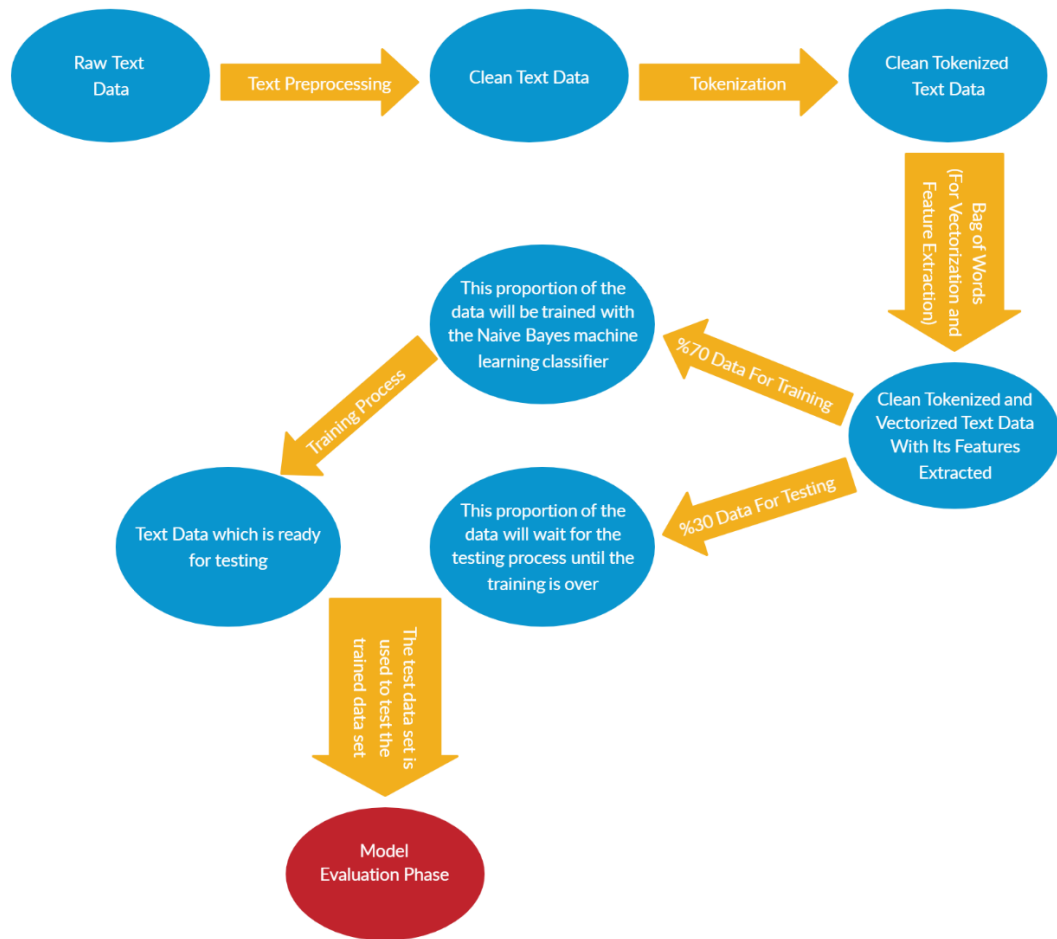 Raw Text
Data
Text Preprocessing
Clean Text Data
Tokenization
Clean Tokenized
Text Data
Bag of Words
(For Vectorization and
Feature Extraction)
This proportion of the
data will be trained with
the Naive Bayes machine
learning classifier
%70 Data For Training
Clean Tokenized and
Vectorized Text Data
With Its Features
Extracted
Training Process
%30 Data For Testing
Text Data which is ready
for testing
This proportion of the
data will wait for the
testing process until the
training is over
The test data set is
used to test the
trained data set
Model
Evaluation Phase